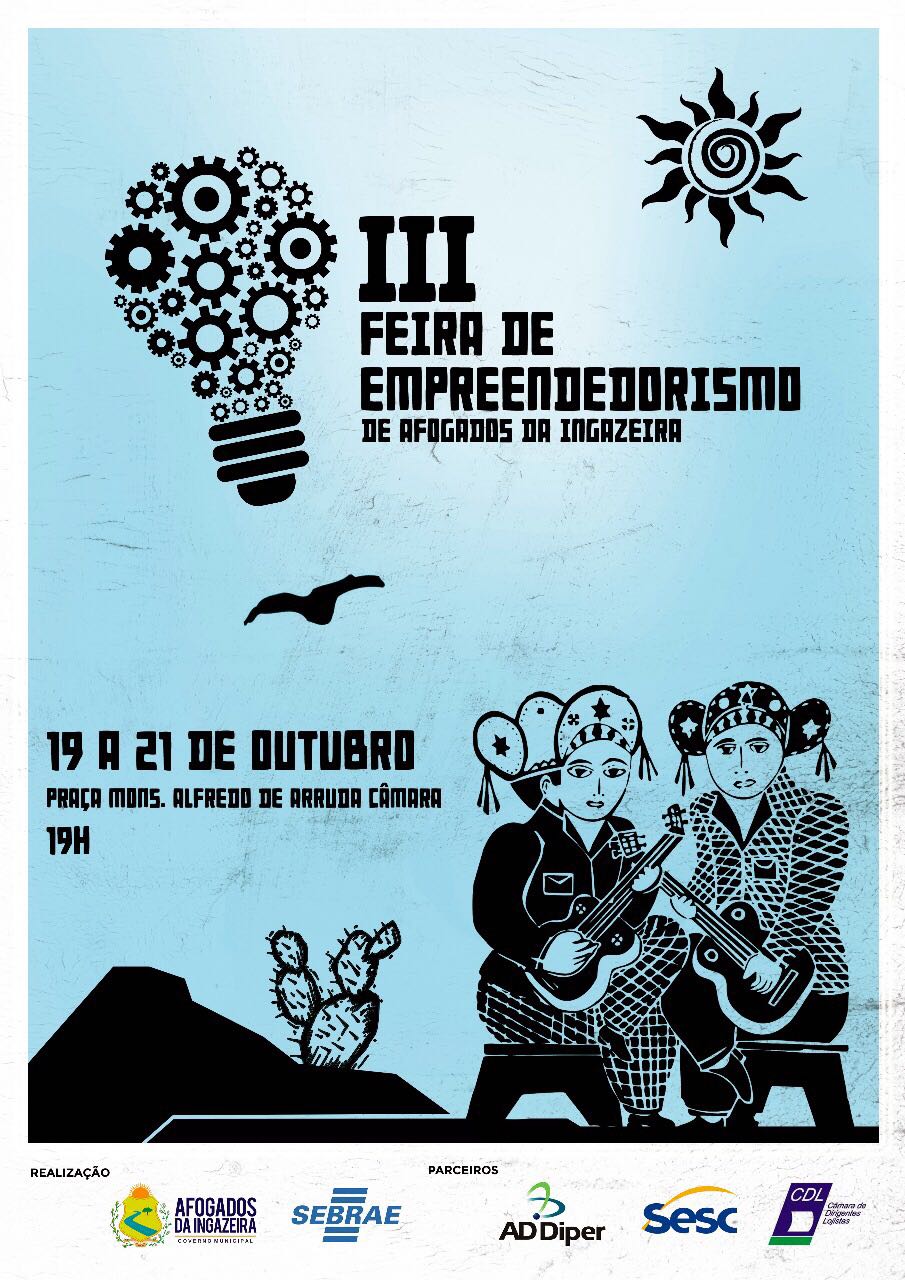 III
FEIRA DE
EMPREENDEDORISMO
DE AFOGADOS DA INGAZEIRA
19 A 21 DE OUTUBRO
PRAÇA MONS. ALFREDO DE ARRUDA CÂMARA
19H
REALIZAÇÃO
AFOGADOS
DA INGAZEIRA
GOVERNO MUNICIPAL
SEBRAE
PARCEIROS
AD Diper
Sesc
CDL
Câmara de
Dirigentes
Lojistas